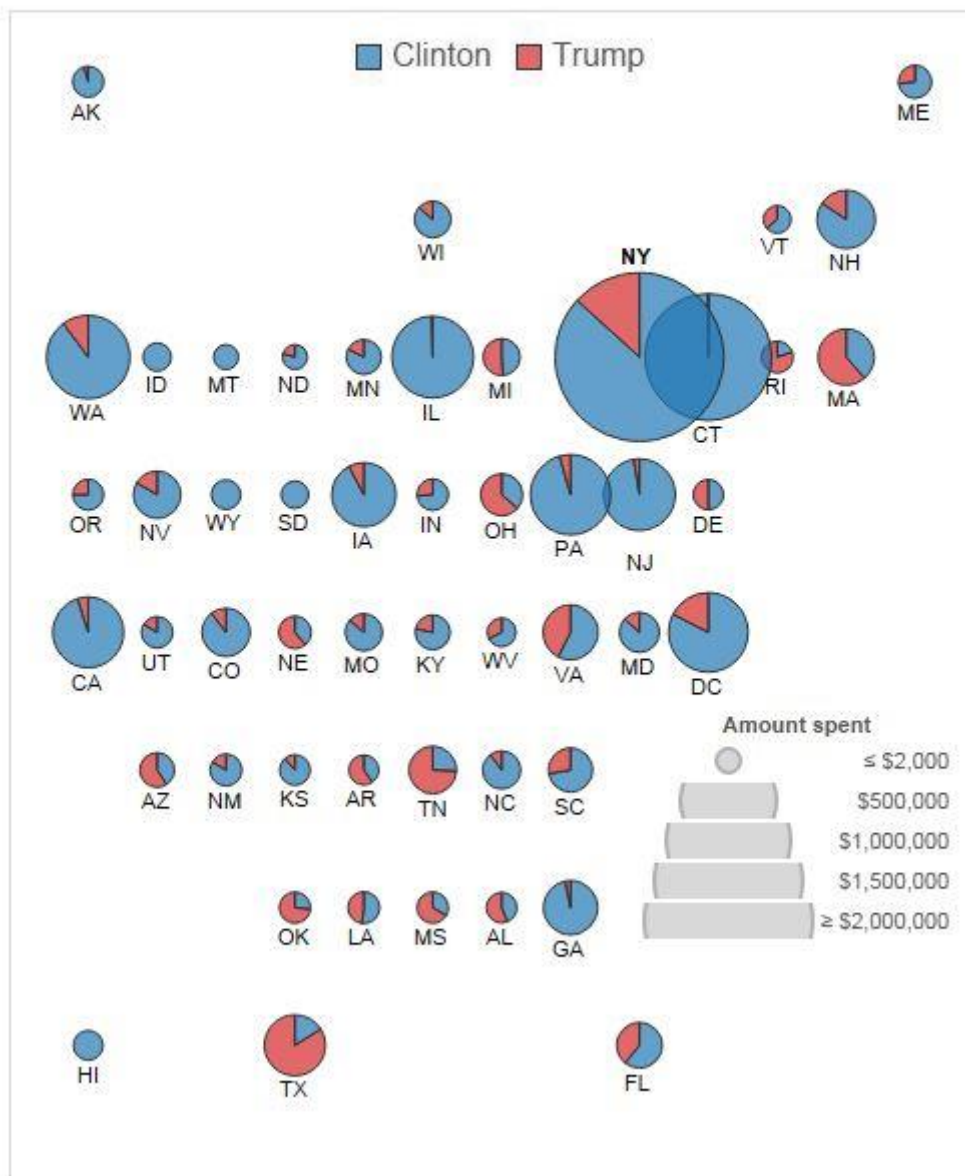 Clinton Trump
AK ME
WI VT NH
NY
WA ID MT ND MN IL MI CT RI MA
OR NV WY SD IA IN OH PA NJ DE
CA UT CO NE MO KY WV VA MD DC
Amount spent
≤ $2,000
$500,000
$1,000,000
$1,500,000
≥ $2,000,000
AZ NM KS AR TN NC SC
OK LA MS AL GA
HI TX FL